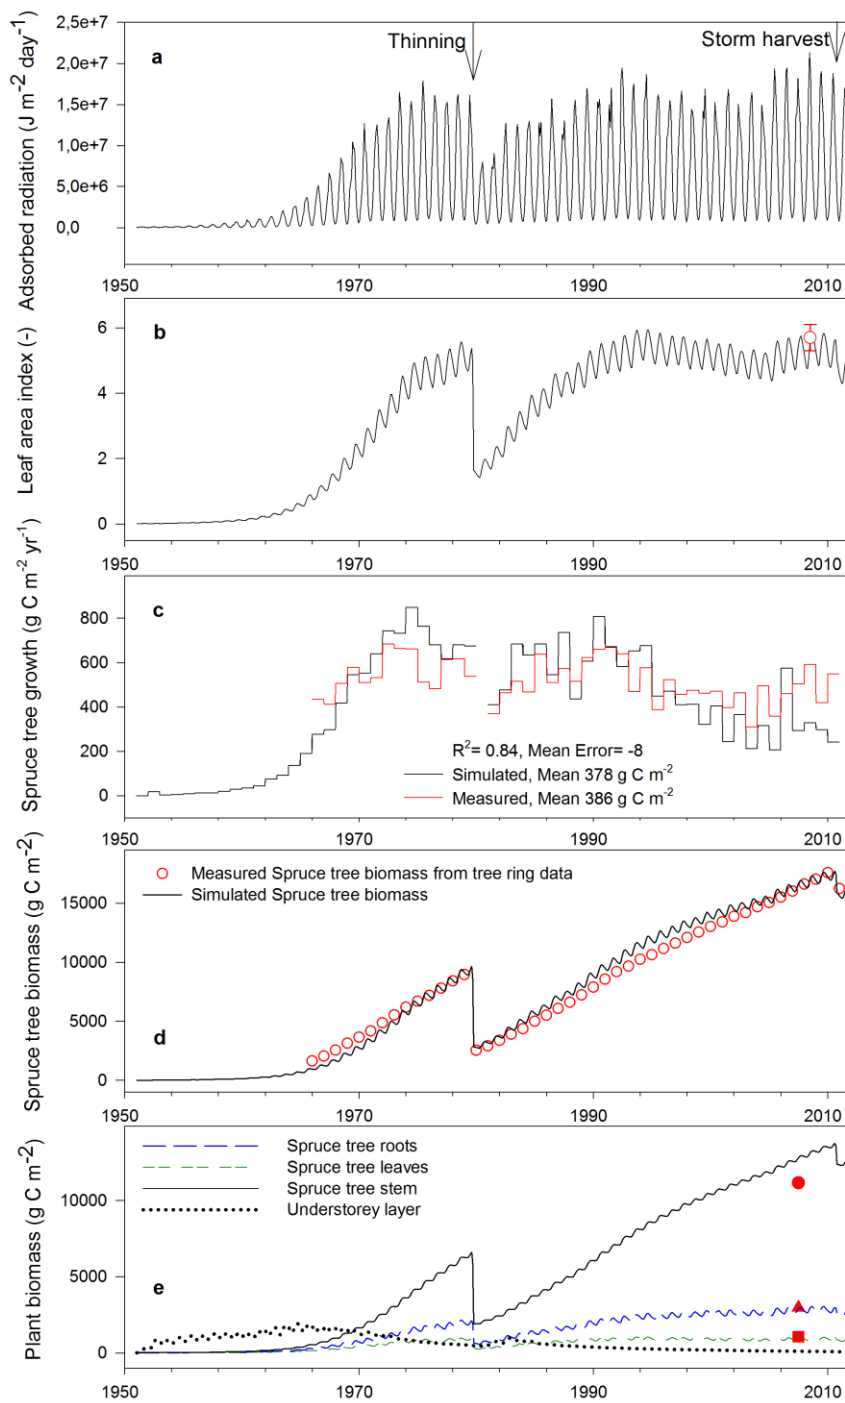 Adsorbed radiation (J m⁻² day⁻¹)
2,5e+7
2,0e+7
1,5e+7
1,0e+7
5,0e+6
0,0
a
Thinning
Storm harvest
1950 1970 1990 2010
Leaf area index (-)
6
4
2
0
b
1950 1970 1990 2010
Spruce tree growth (g C m⁻² yr⁻¹)
800
600
400
200
0
c
R²= 0.84, Mean Error= -8
Simulated, Mean 378 g C m⁻²
Measured, Mean 386 g C m⁻²
1950 1970 1990 2010
Spruce tree biomass (g C m⁻²)
15000
10000
5000
0
Measured Spruce tree biomass from tree ring data
Simulated Spruce tree biomass
d
1950 1970 1990 2010
Plant biomass (g C m⁻²)
10000
5000
0
Spruce tree roots
Spruce tree leaves
Spruce tree stem
Understorey layer
e
1950 1970 1990 2010